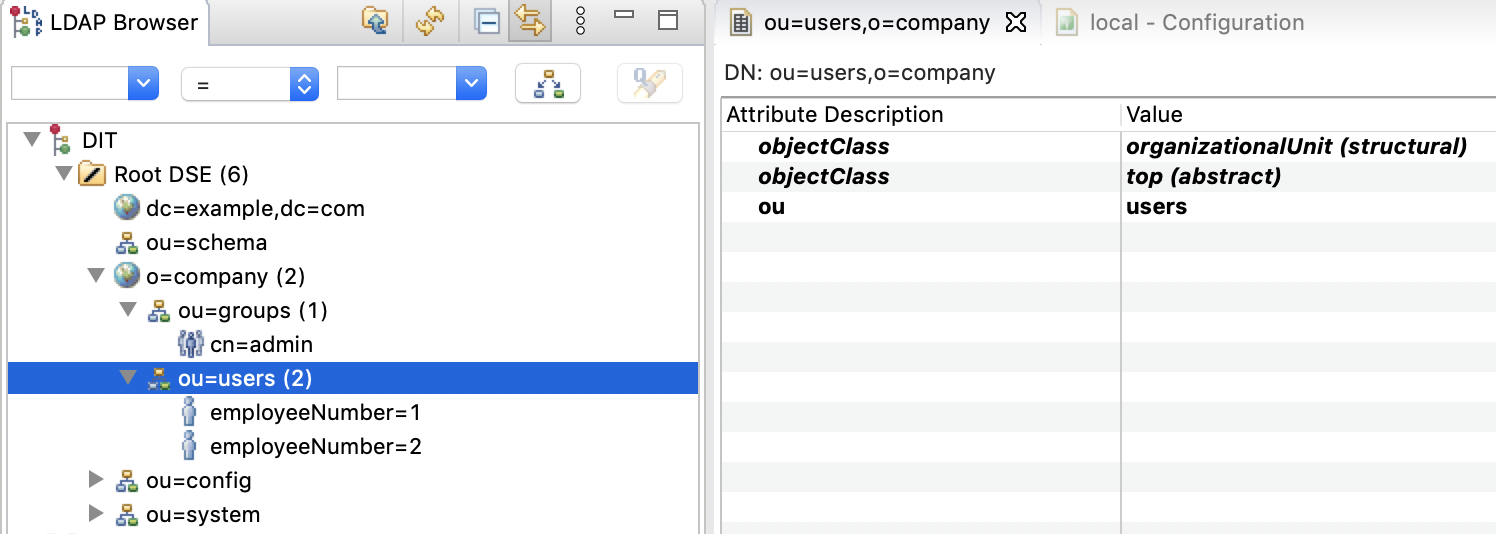 LDAP Browser
=
DIT
Root DSE (6)
dc=example,dc=com
ou=schema
o=company (2)
ou=groups (1)
cn=admin
ou=users (2)
employeeNumber=1
employeeNumber=2
ou=config
ou=system
ou=users,o=company
local - Configuration
DN: ou=users,o=company
Attribute Description Value
objectClass organizationalUnit (structural)
objectClass top (abstract)
ou users